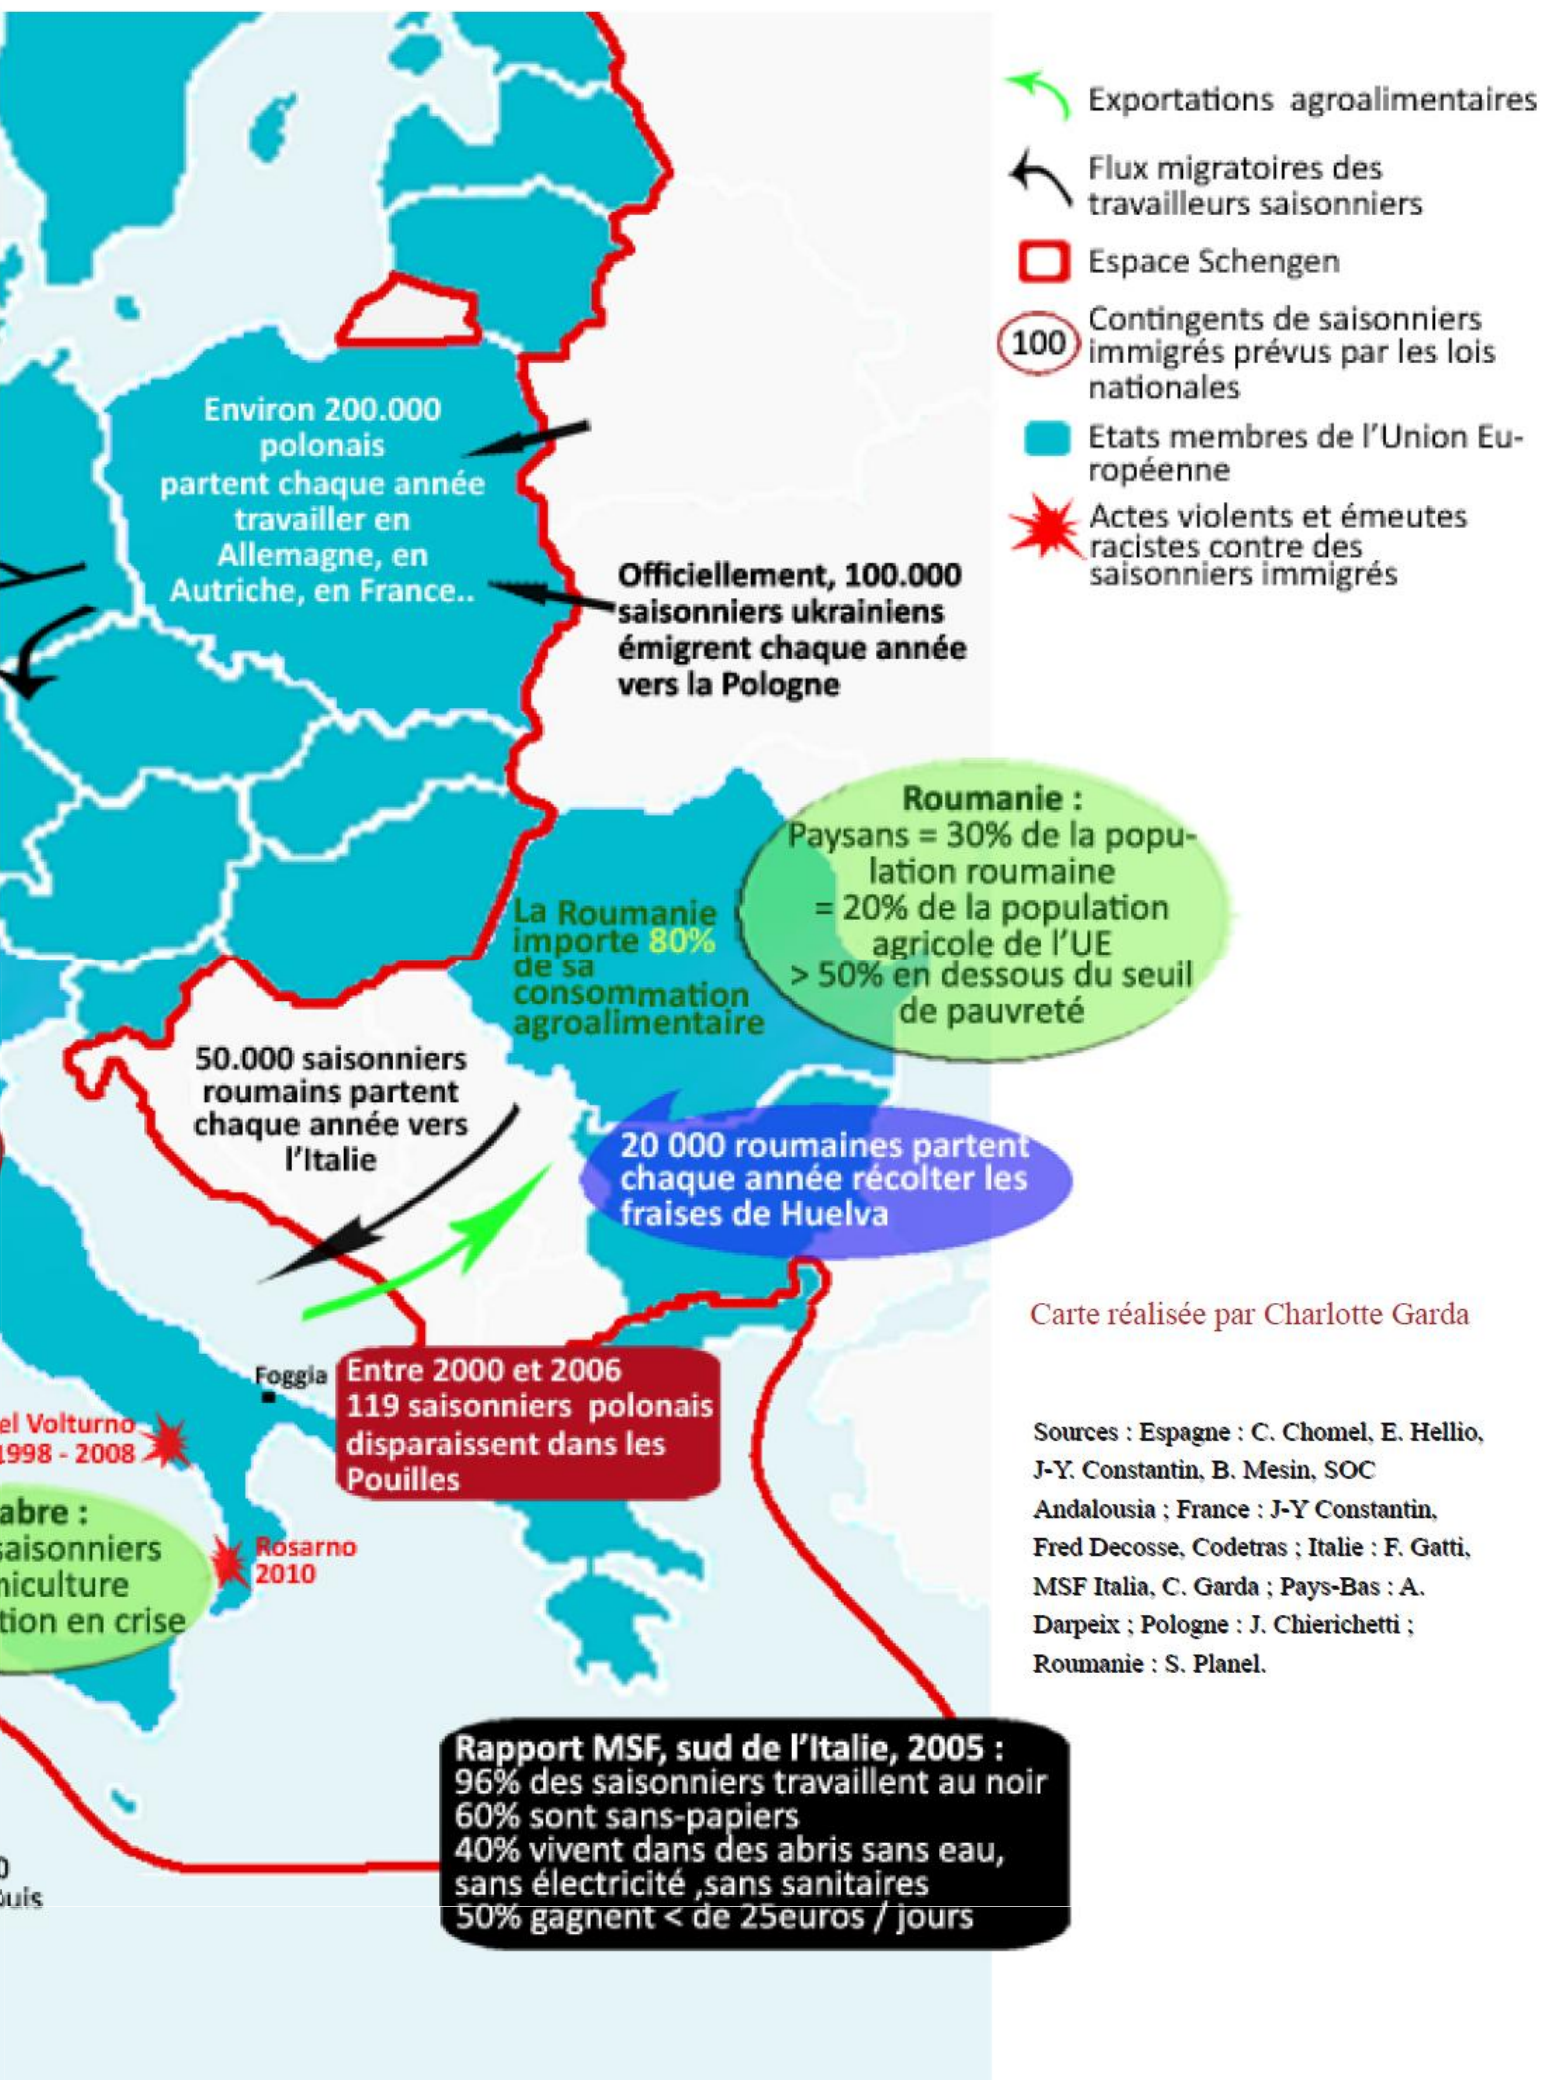 Exportations agroalimentaires
Flux migratoires des
travailleurs saisonniers
Espace Schengen
100
Contingents de saisonniers
immigrés prévus par les lois
nationales
Etats membres de l'Union Eu-
ropéenne
Actes violents et émeutes
racistes contre des
saisonniers immigrés
Environ 200.000
polonais
partent chaque année
travailler en
Allemagne, en
Autriche, en France..
Officiellement, 100.000
saisonniers ukrainiens
émigrent chaque année
vers la Pologne
Roumanie :
Paysans = 30% de la popu-
lation roumaine
= 20% de la population
agricole de l'UE
> 50% en dessous du seuil
de pauvreté
La Roumanie
importe 80%
de sa
consommation
agroalimentaire
50.000 saisonniers
roumains partent
chaque année vers
l'Italie
20 000 roumaines partent
chaque année récolter les
fraises de Huelva
Carte réalisée par Charlotte Garda
Foggia
Entre 2000 et 2006
119 saisonniers polonais
disparaissent dans les
Pouilles
el Volturno
1998 - 2008
abre :
saisonniers
niculture
tion en crise
Rosarno
2010
Sources : Espagne : C. Chomel, E. Hellio,
J-Y. Constantin, B. Mesin, SOC
Andalousia ; France : J-Y Constantin,
Fred Decosse, Codetras ; Italie : F. Gatti,
MSF Italia, C. Garda ; Pays-Bas : A.
Darpeix ; Pologne : J. Chierichetti ;
Roumanie : S. Planel.
Rapport MSF, sud de l'Italie, 2005 :
96% des saisonniers travaillent au noir
60% sont sans-papiers
40% vivent dans des abris sans eau,
sans électricité ,sans sanitaires
50% gagnent < de 25euros / jours
0
puis